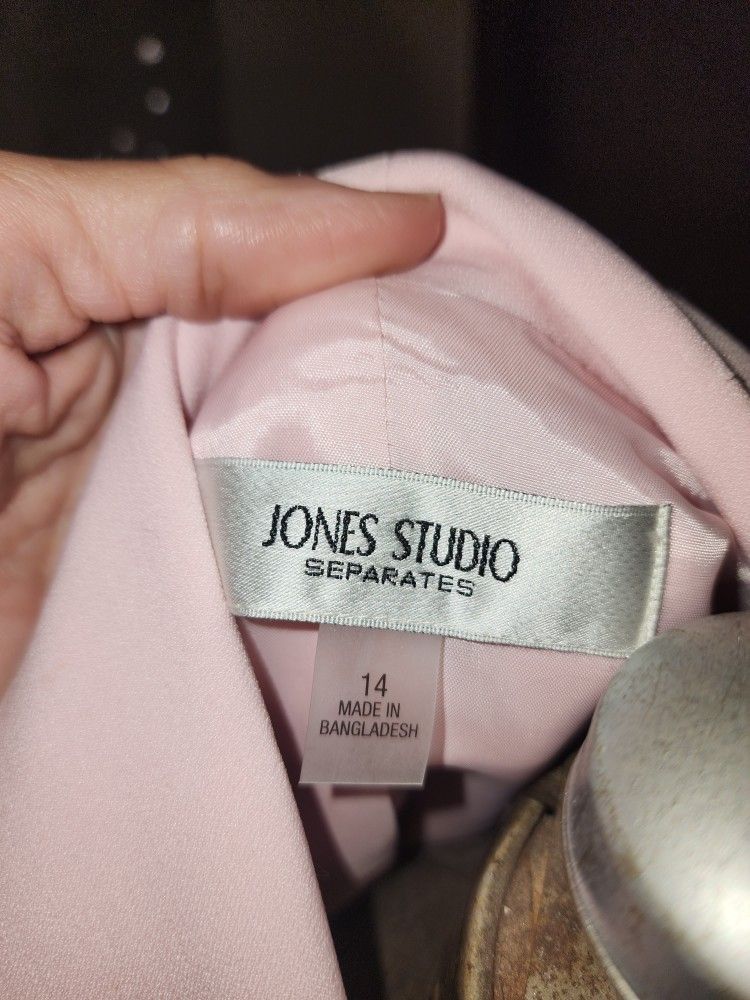 JONES STUDIO
SEPARATES
14
MADE IN
BANGLADESH